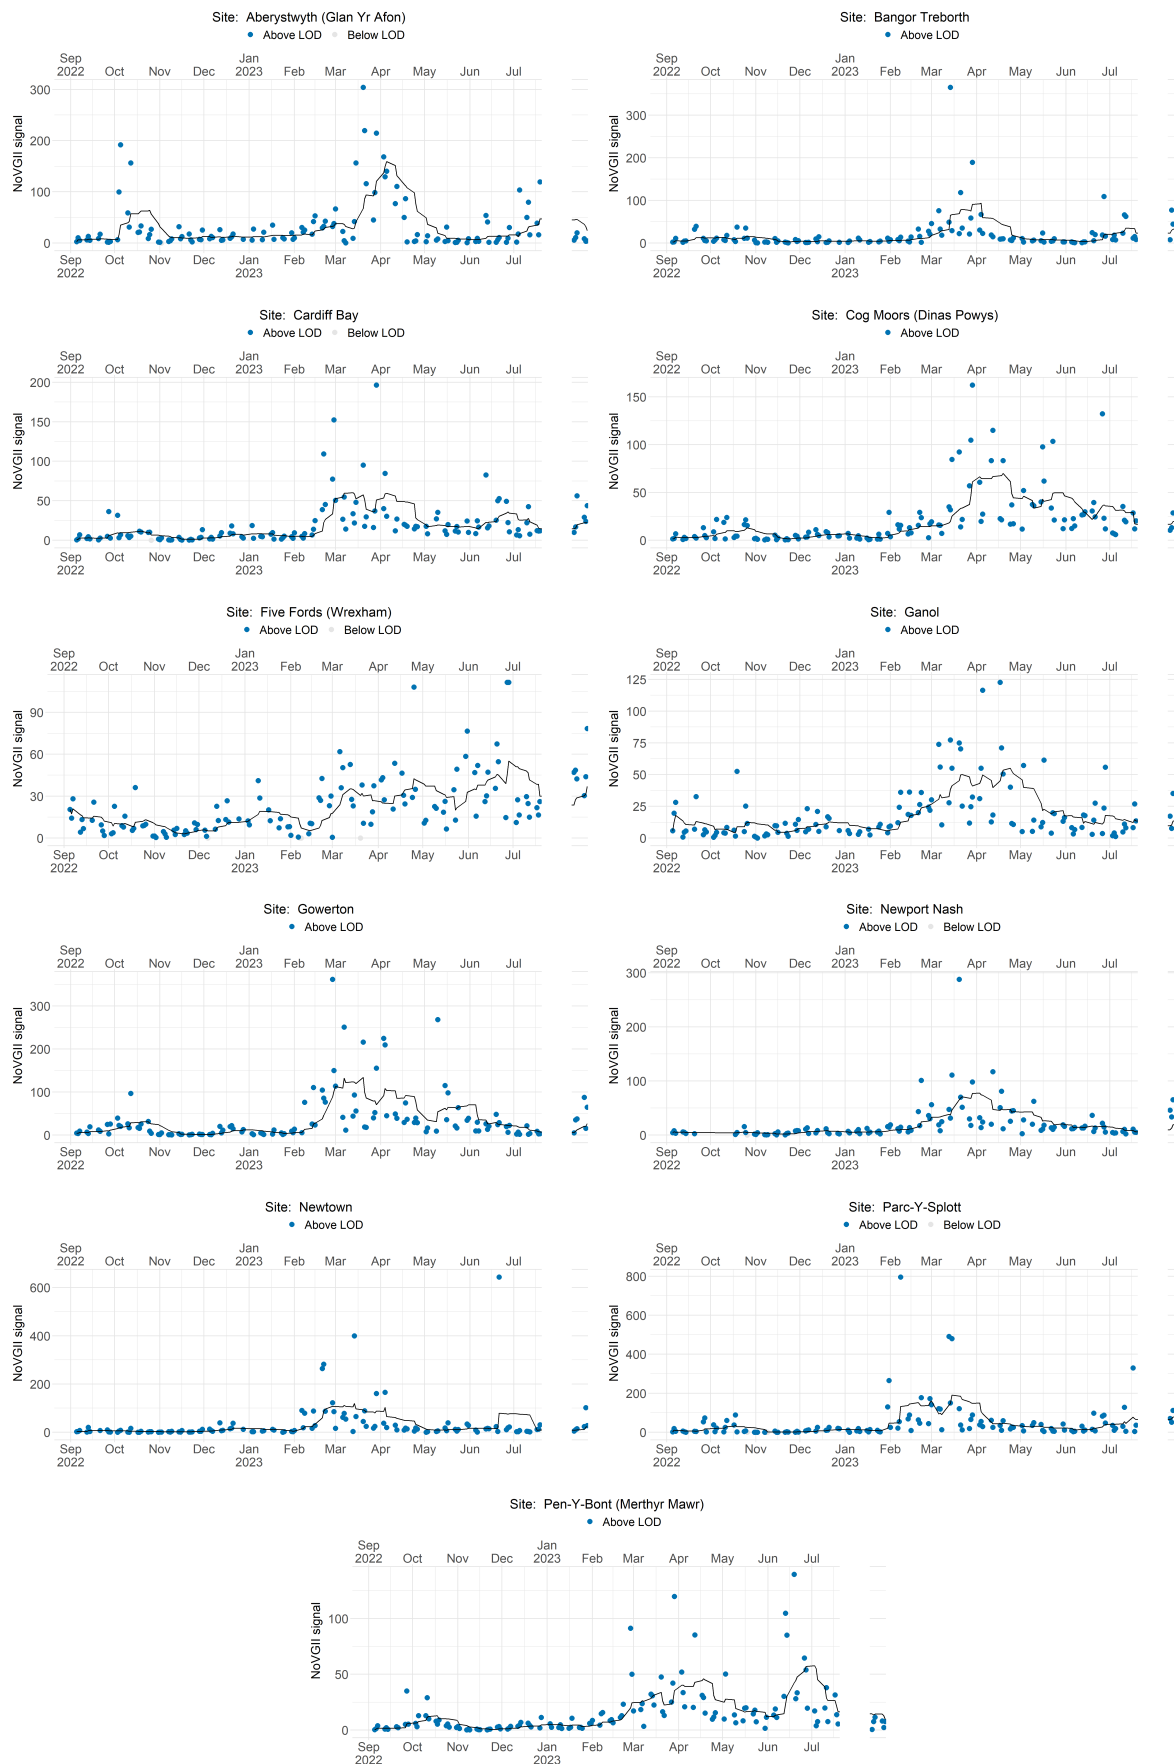 Site: Aberystwyth (Glan Yr Afon)
Above LOD Below LOD
Sep 2022 Oct Nov Dec Jan 2023 Feb Mar Apr May Jun Jul
NoVGII signal
300
200
100
0
Sep 2022 Oct Nov Dec Jan 2023 Feb Mar Apr May Jun Jul
Site: Bangor Treborth
Above LOD
Sep 2022 Oct Nov Dec Jan 2023 Feb Mar Apr May Jun Jul
NoVGII signal
300
200
100
0
Sep 2022 Oct Nov Dec Jan 2023 Feb Mar Apr May Jun Jul
Site: Cardiff Bay
Above LOD Below LOD
Sep 2022 Oct Nov Dec Jan 2023 Feb Mar Apr May Jun Jul
NoVGII signal
200
150
100
50
0
Sep 2022 Oct Nov Dec Jan 2023 Feb Mar Apr May Jun Jul
Site: Cog Moors (Dinas Powys)
Above LOD
Sep 2022 Oct Nov Dec Jan 2023 Feb Mar Apr May Jun Jul
NoVGII signal
150
100
50
0
Sep 2022 Oct Nov Dec Jan 2023 Feb Mar Apr May Jun Jul
Site: Five Fords (Wrexham)
Above LOD Below LOD
Sep 2022 Oct Nov Dec Jan 2023 Feb Mar Apr May Jun Jul
NoVGII signal
90
60
30
0
Sep 2022 Oct Nov Dec Jan 2023 Feb Mar Apr May Jun Jul
Site: Ganol
Above LOD
Sep 2022 Oct Nov Dec Jan 2023 Feb Mar Apr May Jun Jul
NoVGII signal
125
100
75
50
25
0
Sep 2022 Oct Nov Dec Jan 2023 Feb Mar Apr May Jun Jul
Site: Gowerton
Above LOD
Sep 2022 Oct Nov Dec Jan 2023 Feb Mar Apr May Jun Jul
NoVGII signal
300
200
100
0
Sep 2022 Oct Nov Dec Jan 2023 Feb Mar Apr May Jun Jul
Site: Newport Nash
Above LOD Below LOD
Sep 2022 Oct Nov Dec Jan 2023 Feb Mar Apr May Jun Jul
NoVGII signal
300
200
100
0
Sep 2022 Oct Nov Dec Jan 2023 Feb Mar Apr May Jun Jul
Site: Newtown
Above LOD
Sep 2022 Oct Nov Dec Jan 2023 Feb Mar Apr May Jun Jul
NoVGII signal
600
400
200
0
Sep 2022 Oct Nov Dec Jan 2023 Feb Mar Apr May Jun Jul
Site: Parc-Y-Splott
Above LOD Below LOD
Sep 2022 Oct Nov Dec Jan 2023 Feb Mar Apr May Jun Jul
NoVGII signal
800
600
400
200
0
Sep 2022 Oct Nov Dec Jan 2023 Feb Mar Apr May Jun Jul
Site: Pen-Y-Bont (Merthyr Mawr)
Above LOD
Sep 2022 Oct Nov Dec Jan 2023 Feb Mar Apr May Jun Jul
NoVGII signal
100
50
0
Sep 2022 Oct Nov Dec Jan 2023 Feb Mar Apr May Jun Jul